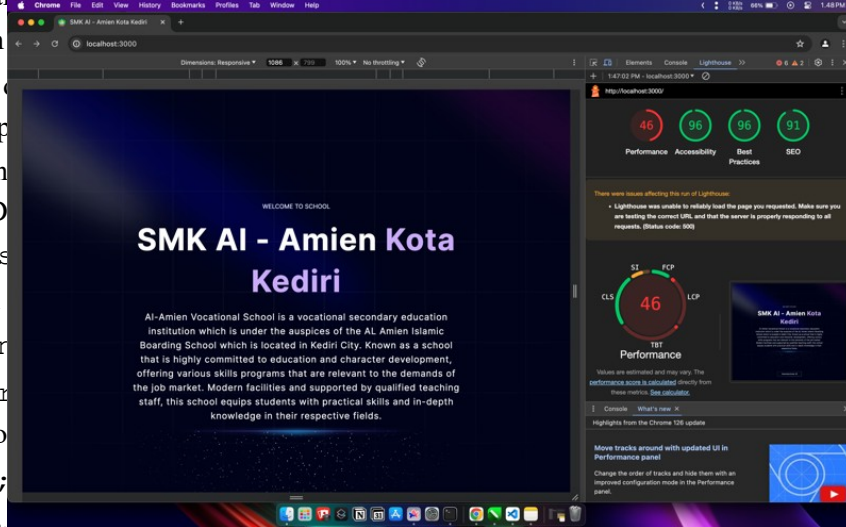 Chrome File Edit View History Bookmarks Profiles Tab Window Help
66% 1.48PM
SMK Al - Amien Kota Kediri
localhost:3000
Dimensions: Responsive 1086 × 799 100% No throttling
Elements Console Lighthouse 6 2
1:47:02 PM - localhost:3000
http://localhost:3000/
46 96 96 91
Performance Accessibility Best Practices SEO
There were issues affecting this run of Lighthouse:
Lighthouse was unable to reliably load the page you requested. Make sure you
are testing the correct URL and that the server is properly responding to all
requests. (Status code: 500)
WELCOME TO SCHOOL
SMK Al - Amien Kota
Kediri
Al-Amien Vocational School is a vocational secondary education
institution which is under the auspices of the AL Amien Islamic
Boarding School which is located in Kediri City. Known as a school
that is highly committed to education and character development,
offering various skills programs that are relevant to the demands of
the job market. Modern facilities and supported by qualified teaching
staff, this school equips students with practical skills and in-depth
knowledge in their respective fields.
SI FCP
CLS LCP
46
TBT
Performance
Values are estimated and may vary. The
performance score is calculated directly from
these metrics. See calculator.
SMK Al - Amien Kota
Kediri
Console What's new
Highlights from the Chrome 126 update
Move tracks around with updated UI in
Performance panel
Change the order of tracks and hide them with an
improved configuration mode in the Performance
panel.